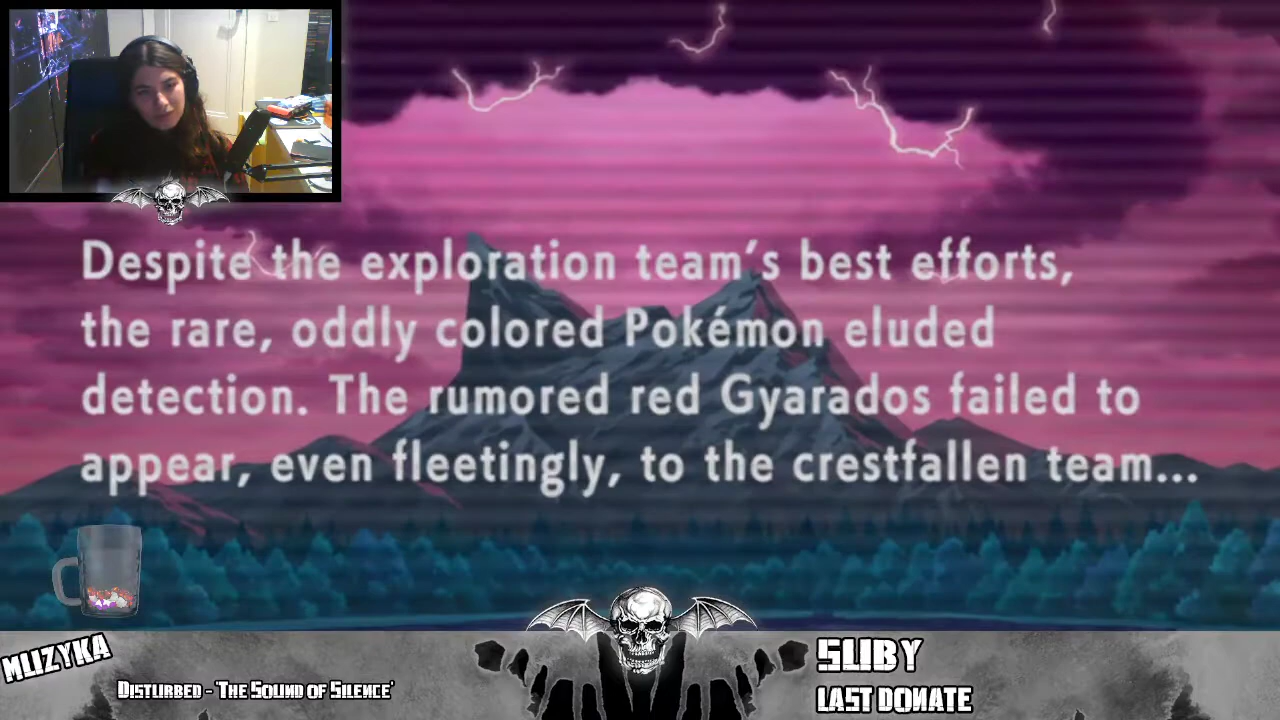 Despite the exploration team's best efforts,
the rare, oddly colored Pokémon eluded
detection. The rumored red Gyarados failed to
appear, even fleetingly, to the crestfallen team...
MUZYKA
DISTURBED - 'THE SOUND OF SILENCE'
SUBY
LAST DONATE